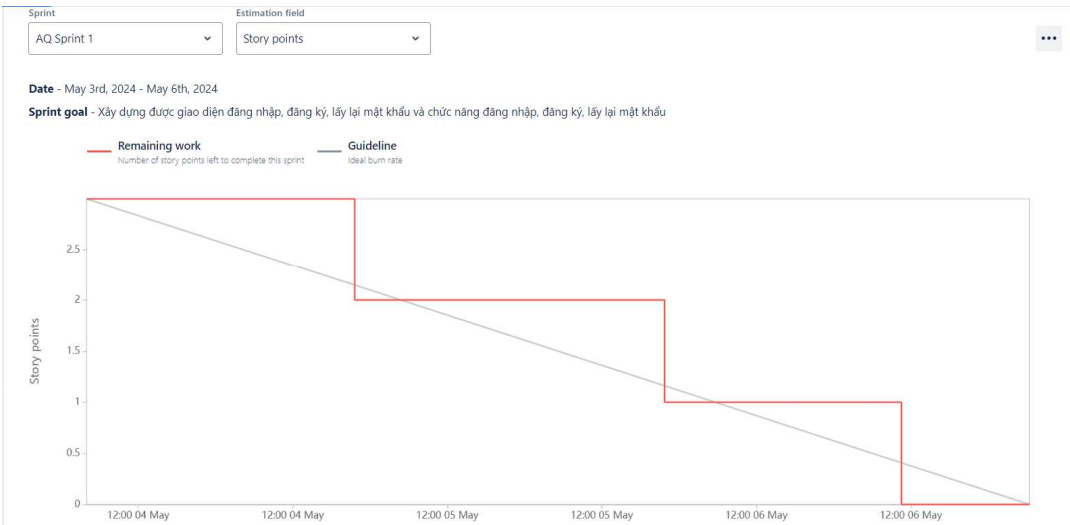 Sprint Estimation field
AQ Sprint 1 Story points
Date - May 3rd, 2024 - May 6th, 2024
Sprint goal - Xây dựng được giao diện đăng nhập, đăng ký, lấy lại mật khẩu và chức năng đăng nhập, đăng ký, lấy lại mật khẩu
Remaining work Guideline
Number of story points left to complete this sprint Ideal burn rate
2.5
2
1.5
1
0.5
0
Story points
12:00 04 May 12:00 04 May 12:00 05 May 12:00 05 May 12:00 06 May 12:00 06 May